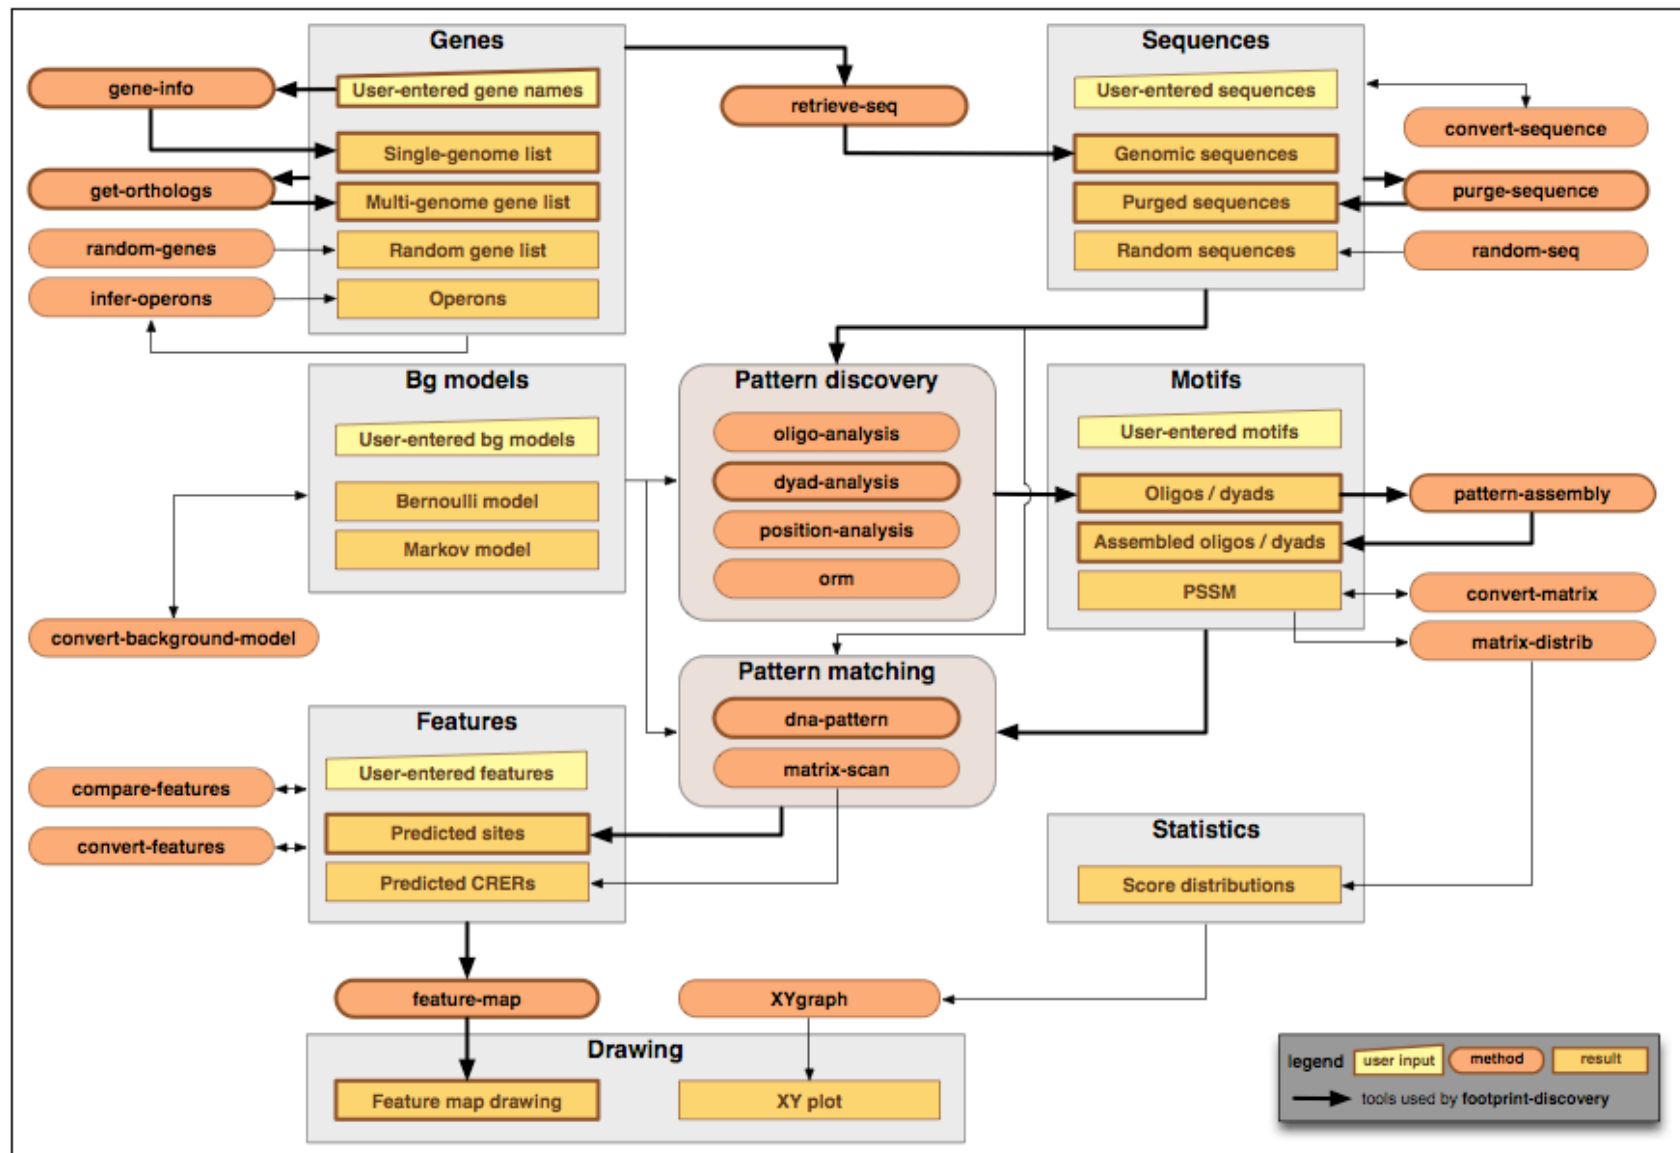 Genes
Sequences
gene-info
User-entered gene names
retrieve-seq
User-entered sequences
convert-sequence
Single-genome list
Genomic sequences
get-orthologs
Multi-genome gene list
Purged sequences
purge-sequence
random-genes
Random gene list
Random sequences
random-seq
infer-operons
Operons
Bg models
Pattern discovery
Motifs
User-entered bg models
oligo-analysis
User-entered motifs
dyad-analysis
Bernoulli model
Oligos / dyads
pattern-assembly
position-analysis
Markov model
Assembled oligos / dyads
orm
PSSM
convert-matrix
convert-background-model
matrix-distrib
Pattern matching
Features
dna-pattern
User-entered features
matrix-scan
compare-features
Predicted sites
convert-features
Statistics
Predicted CRERs
Score distributions
feature-map
XYgraph
Drawing
Feature map drawing
XY plot
legend
user input
method
result
tools used by footprint-discovery